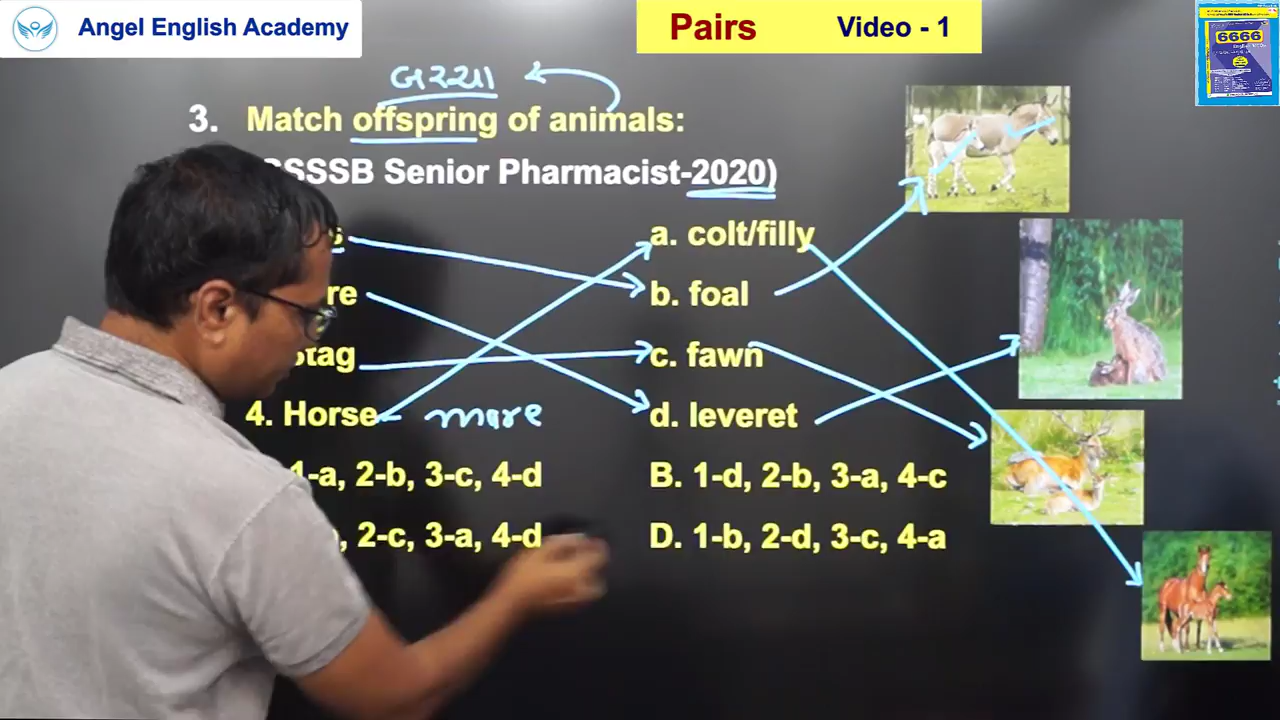 Angel English Academy
Pairs Video - 1
6666
બચ્ચા
3. Match offspring of animals:
SSSB Senior Pharmacist-2020)
a. colt/filly
b. foal
Stag c. fawn
4. Horse mare d. leveret
1-a, 2-b, 3-c, 4-d B. 1-d, 2-b, 3-a, 4-c
, 2-c, 3-a, 4-d D. 1-b, 2-d, 3-c, 4-a